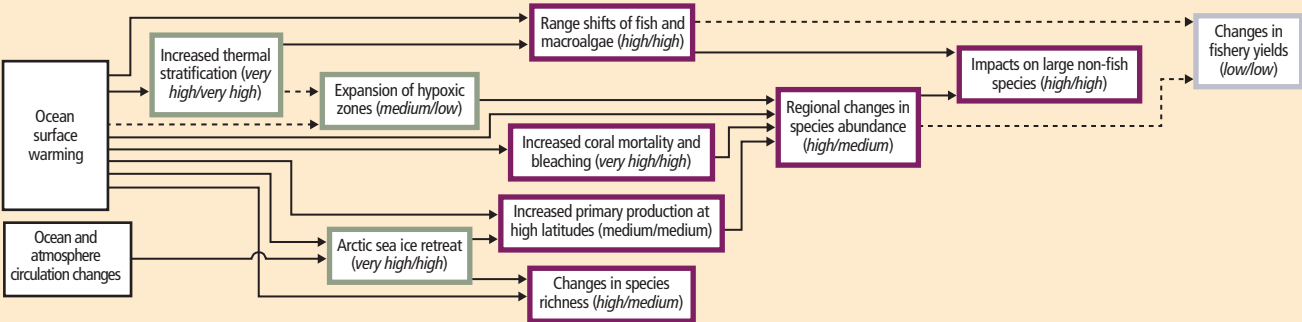 Ocean
surface
warming
Ocean and
atmosphere
circulation changes
Increased thermal
stratification (very
high/very high)
Expansion of hypoxic
zones (medium/low)
Arctic sea ice retreat
(very high/high)
Range shifts of fish and
macroalgae (high/high)
Increased coral mortality and
bleaching (very high/high)
Increased primary production at
high latitudes (medium/medium)
Changes in species
richness (high/medium)
Regional changes in
species abundance
(high/medium)
Impacts on large non-fish
species (high/high)
Changes in
fishery yields
(low/low)